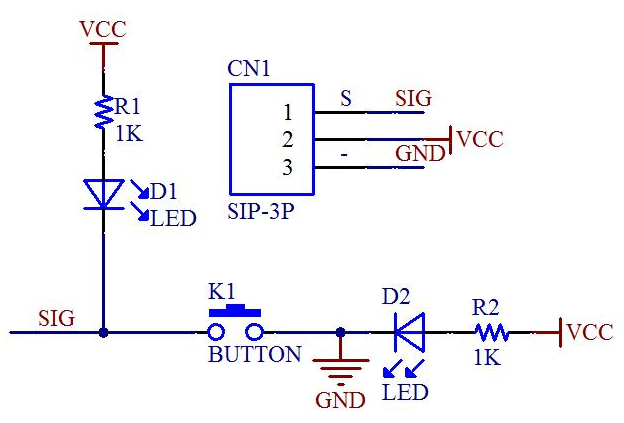 VCC
R1
1K
D1
LED
CN1
1 S SIG
2 VCC
3 - GND
SIP-3P
SIG
K1
BUTTON
GND
D2
LED
R2
1K
VCC